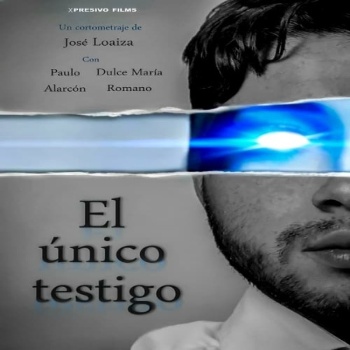 XPRESIVO FILMS
Un cortometraje de
José Loaiza
Con
Paulo Dulce María
Alarcón Romano
El
único
testigo